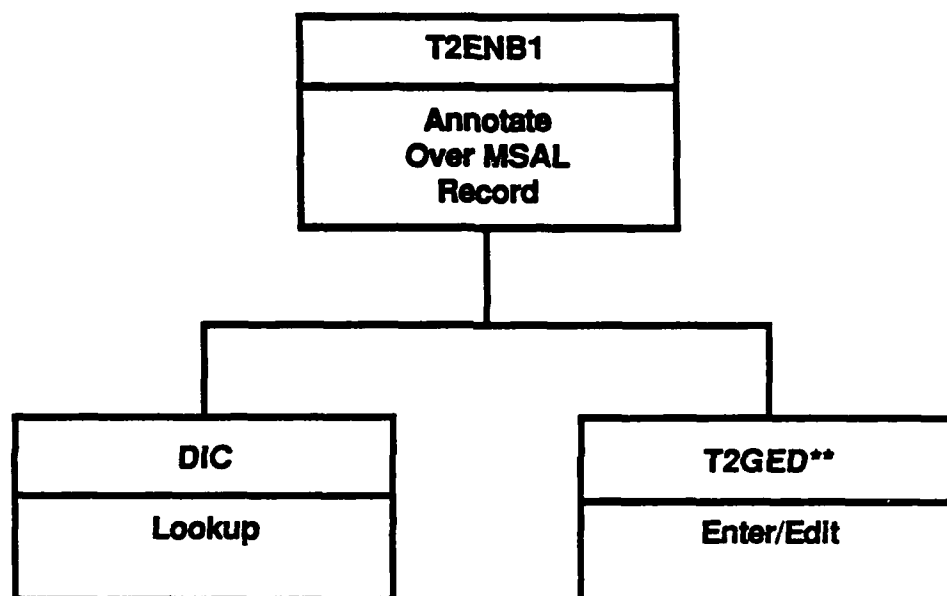 T2ENB1
Annotate
Over MSAL
Record
DIC
T2GED**
Lookup
Enter/Edit